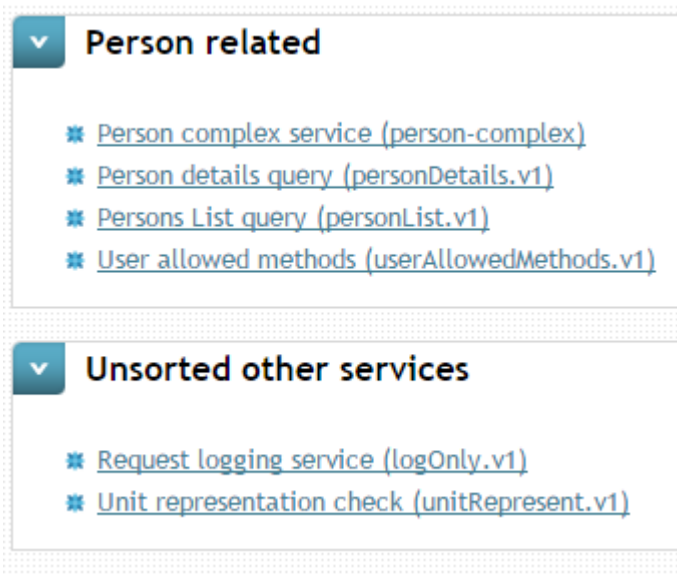 Person related
Person complex service (person-complex)
Person details query (personDetails.v1)
Persons List query (personList.v1)
User allowed methods (userAllowedMethods.v1)
Unsorted other services
Request logging service (logOnly.v1)
Unit representation check (unitRepresent.v1)